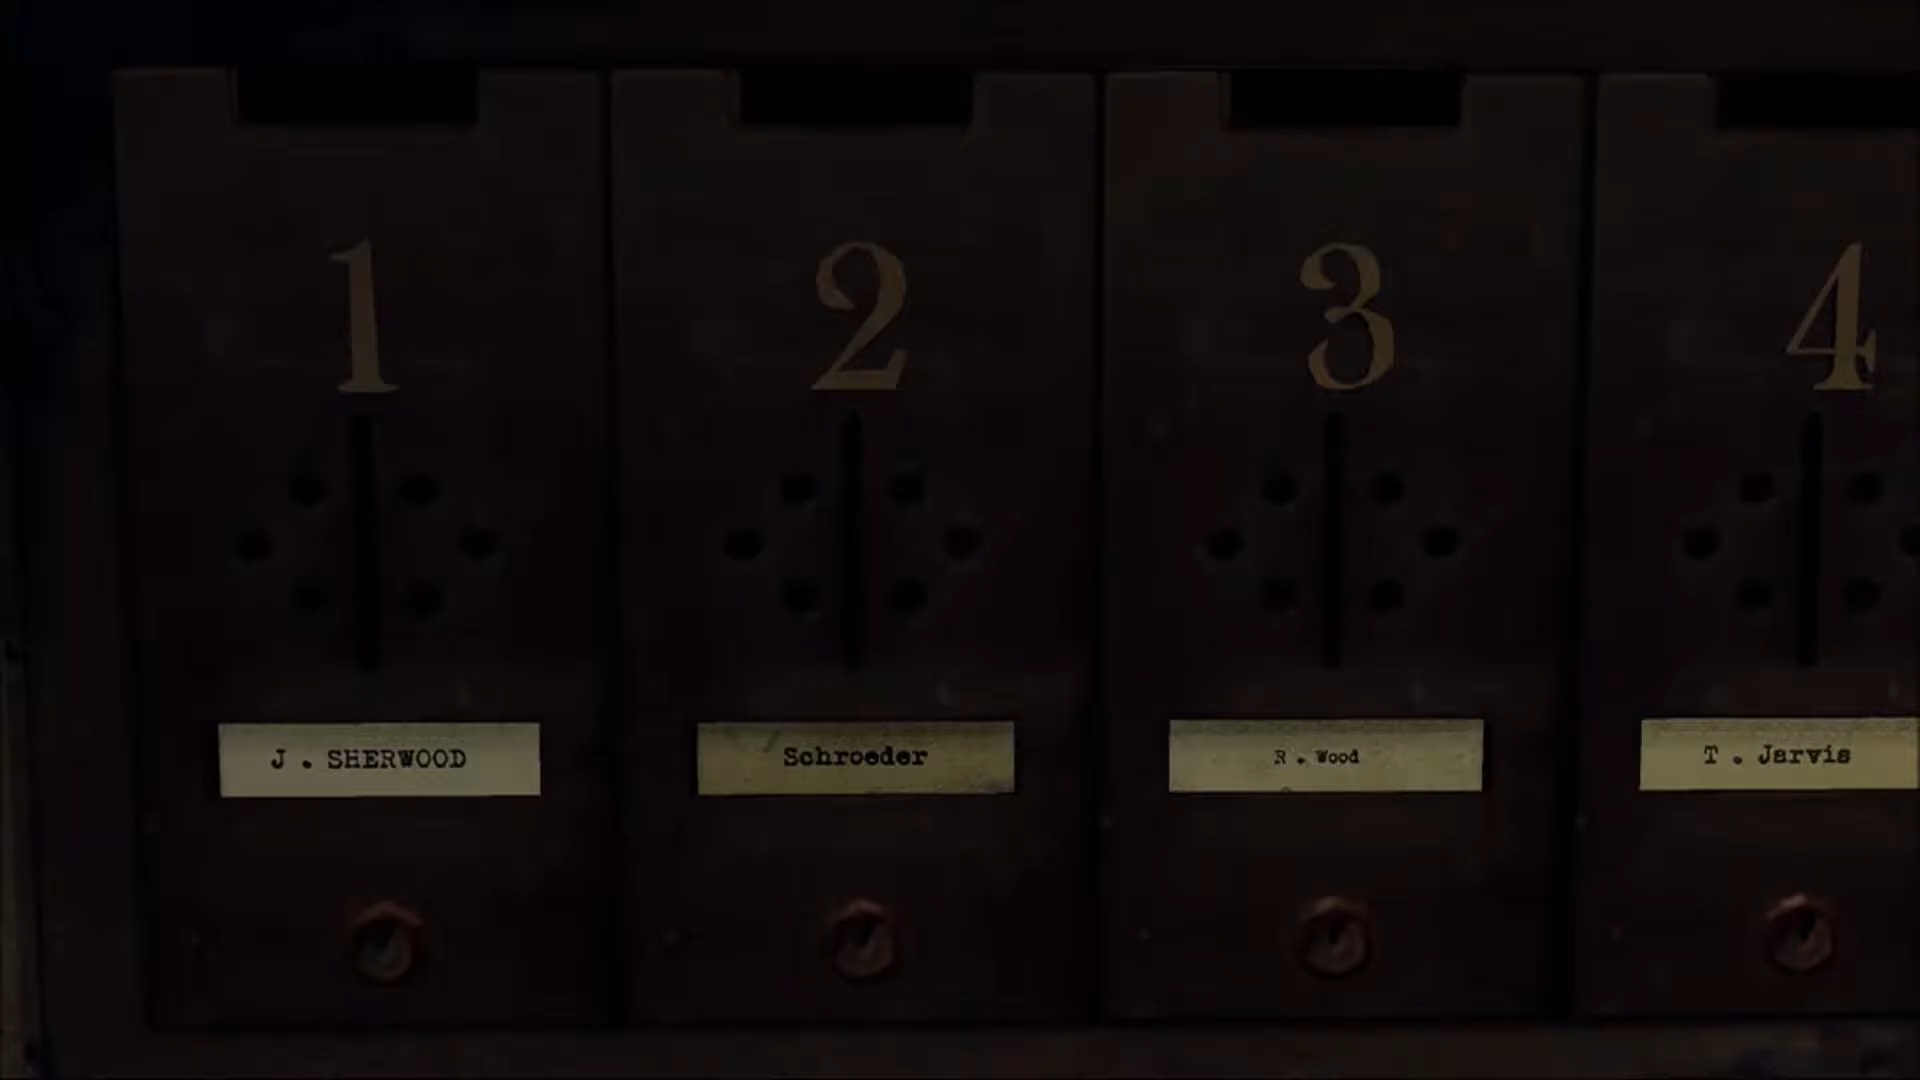 1 2 3 4
J . SHERWOOD
Schroeder
R . Wood
T . Jarvis